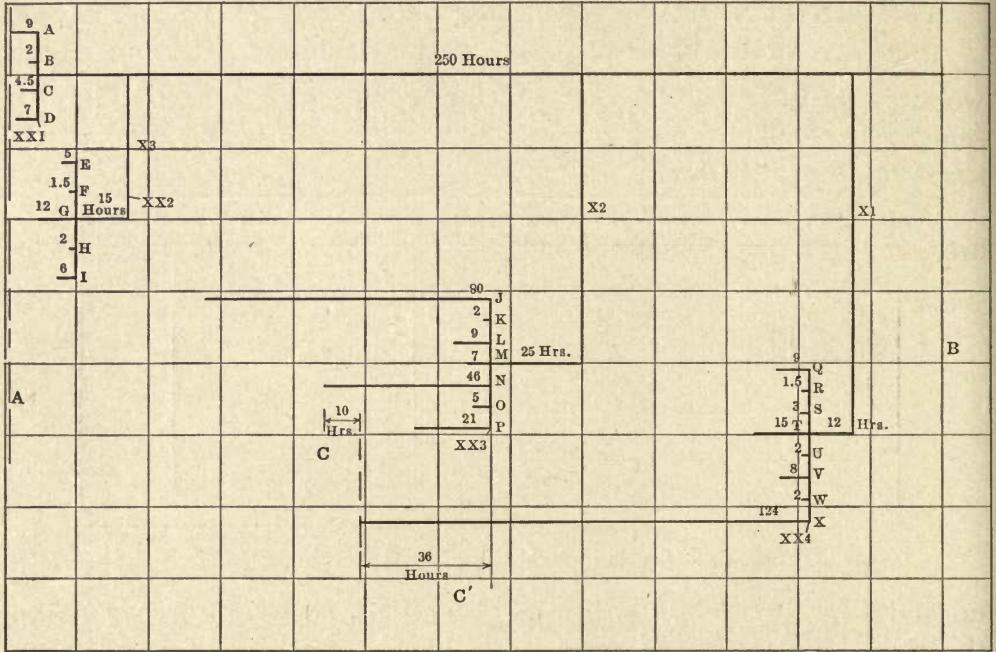 9 A
2 B
250 Hours
4.5 C
7 D
XX1
X3
5 E
1.5 F
15
12 G Hours
XX2
X2
X1
2 H
6 I
80 J
2 K
9 L
7 M
25 Hrs.
B
9 Q
46 N
1.5 R
A
5 O
3 S
10
Hrs.
21 P
15 T 12 Hrs.
C
XX3
2 U
8 V
2 W
124 X
XX4
36
Hours
C'